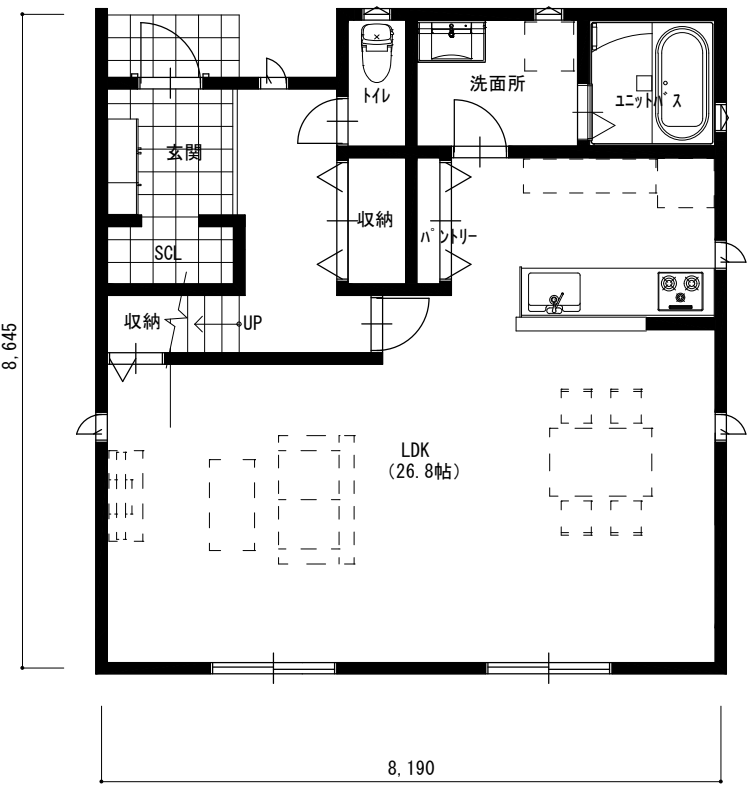 トイレ
洗面所
ユニットバス
玄関
収納
パントリー
SCL
収納
UP
8,645
LDK
(26.8帖)
8,190